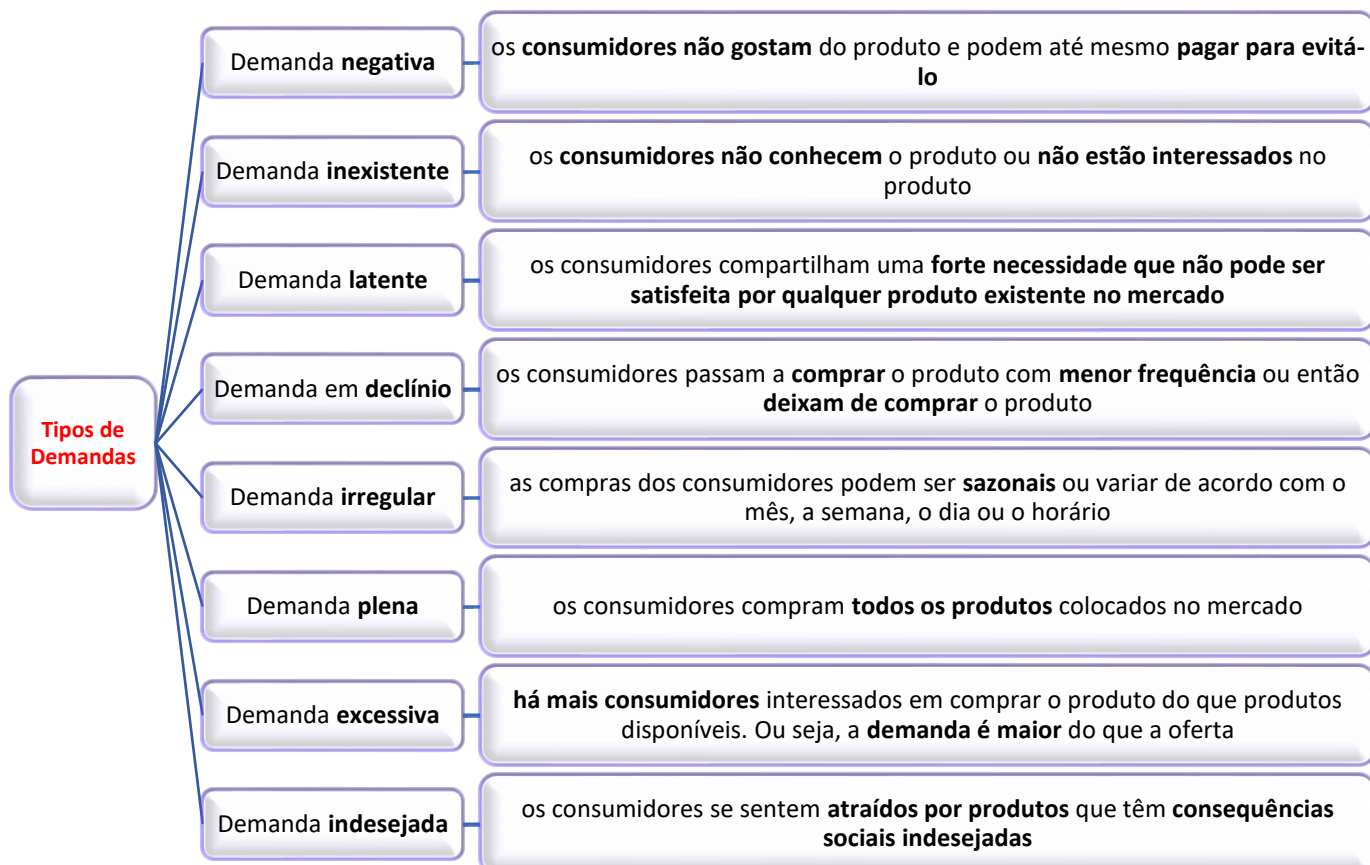 Demanda negativa
os consumidores não gostam do produto e podem até mesmo pagar para evitá-
lo
Demanda inexistente
os consumidores não conhecem o produto ou não estão interessados no
produto
Demanda latente
os consumidores compartilham uma forte necessidade que não pode ser
satisfeita por qualquer produto existente no mercado
Demanda em declínio
os consumidores passam a comprar o produto com menor frequência ou então
deixam de comprar o produto
Tipos de
Demandas
Demanda irregular
as compras dos consumidores podem ser sazonais ou variar de acordo com o
mês, a semana, o dia ou o horário
Demanda plena
os consumidores compram todos os produtos colocados no mercado
Demanda excessiva
há mais consumidores interessados em comprar o produto do que produtos
disponíveis. Ou seja, a demanda é maior do que a oferta
Demanda indesejada
os consumidores se sentem atraídos por produtos que têm consequências
sociais indesejadas